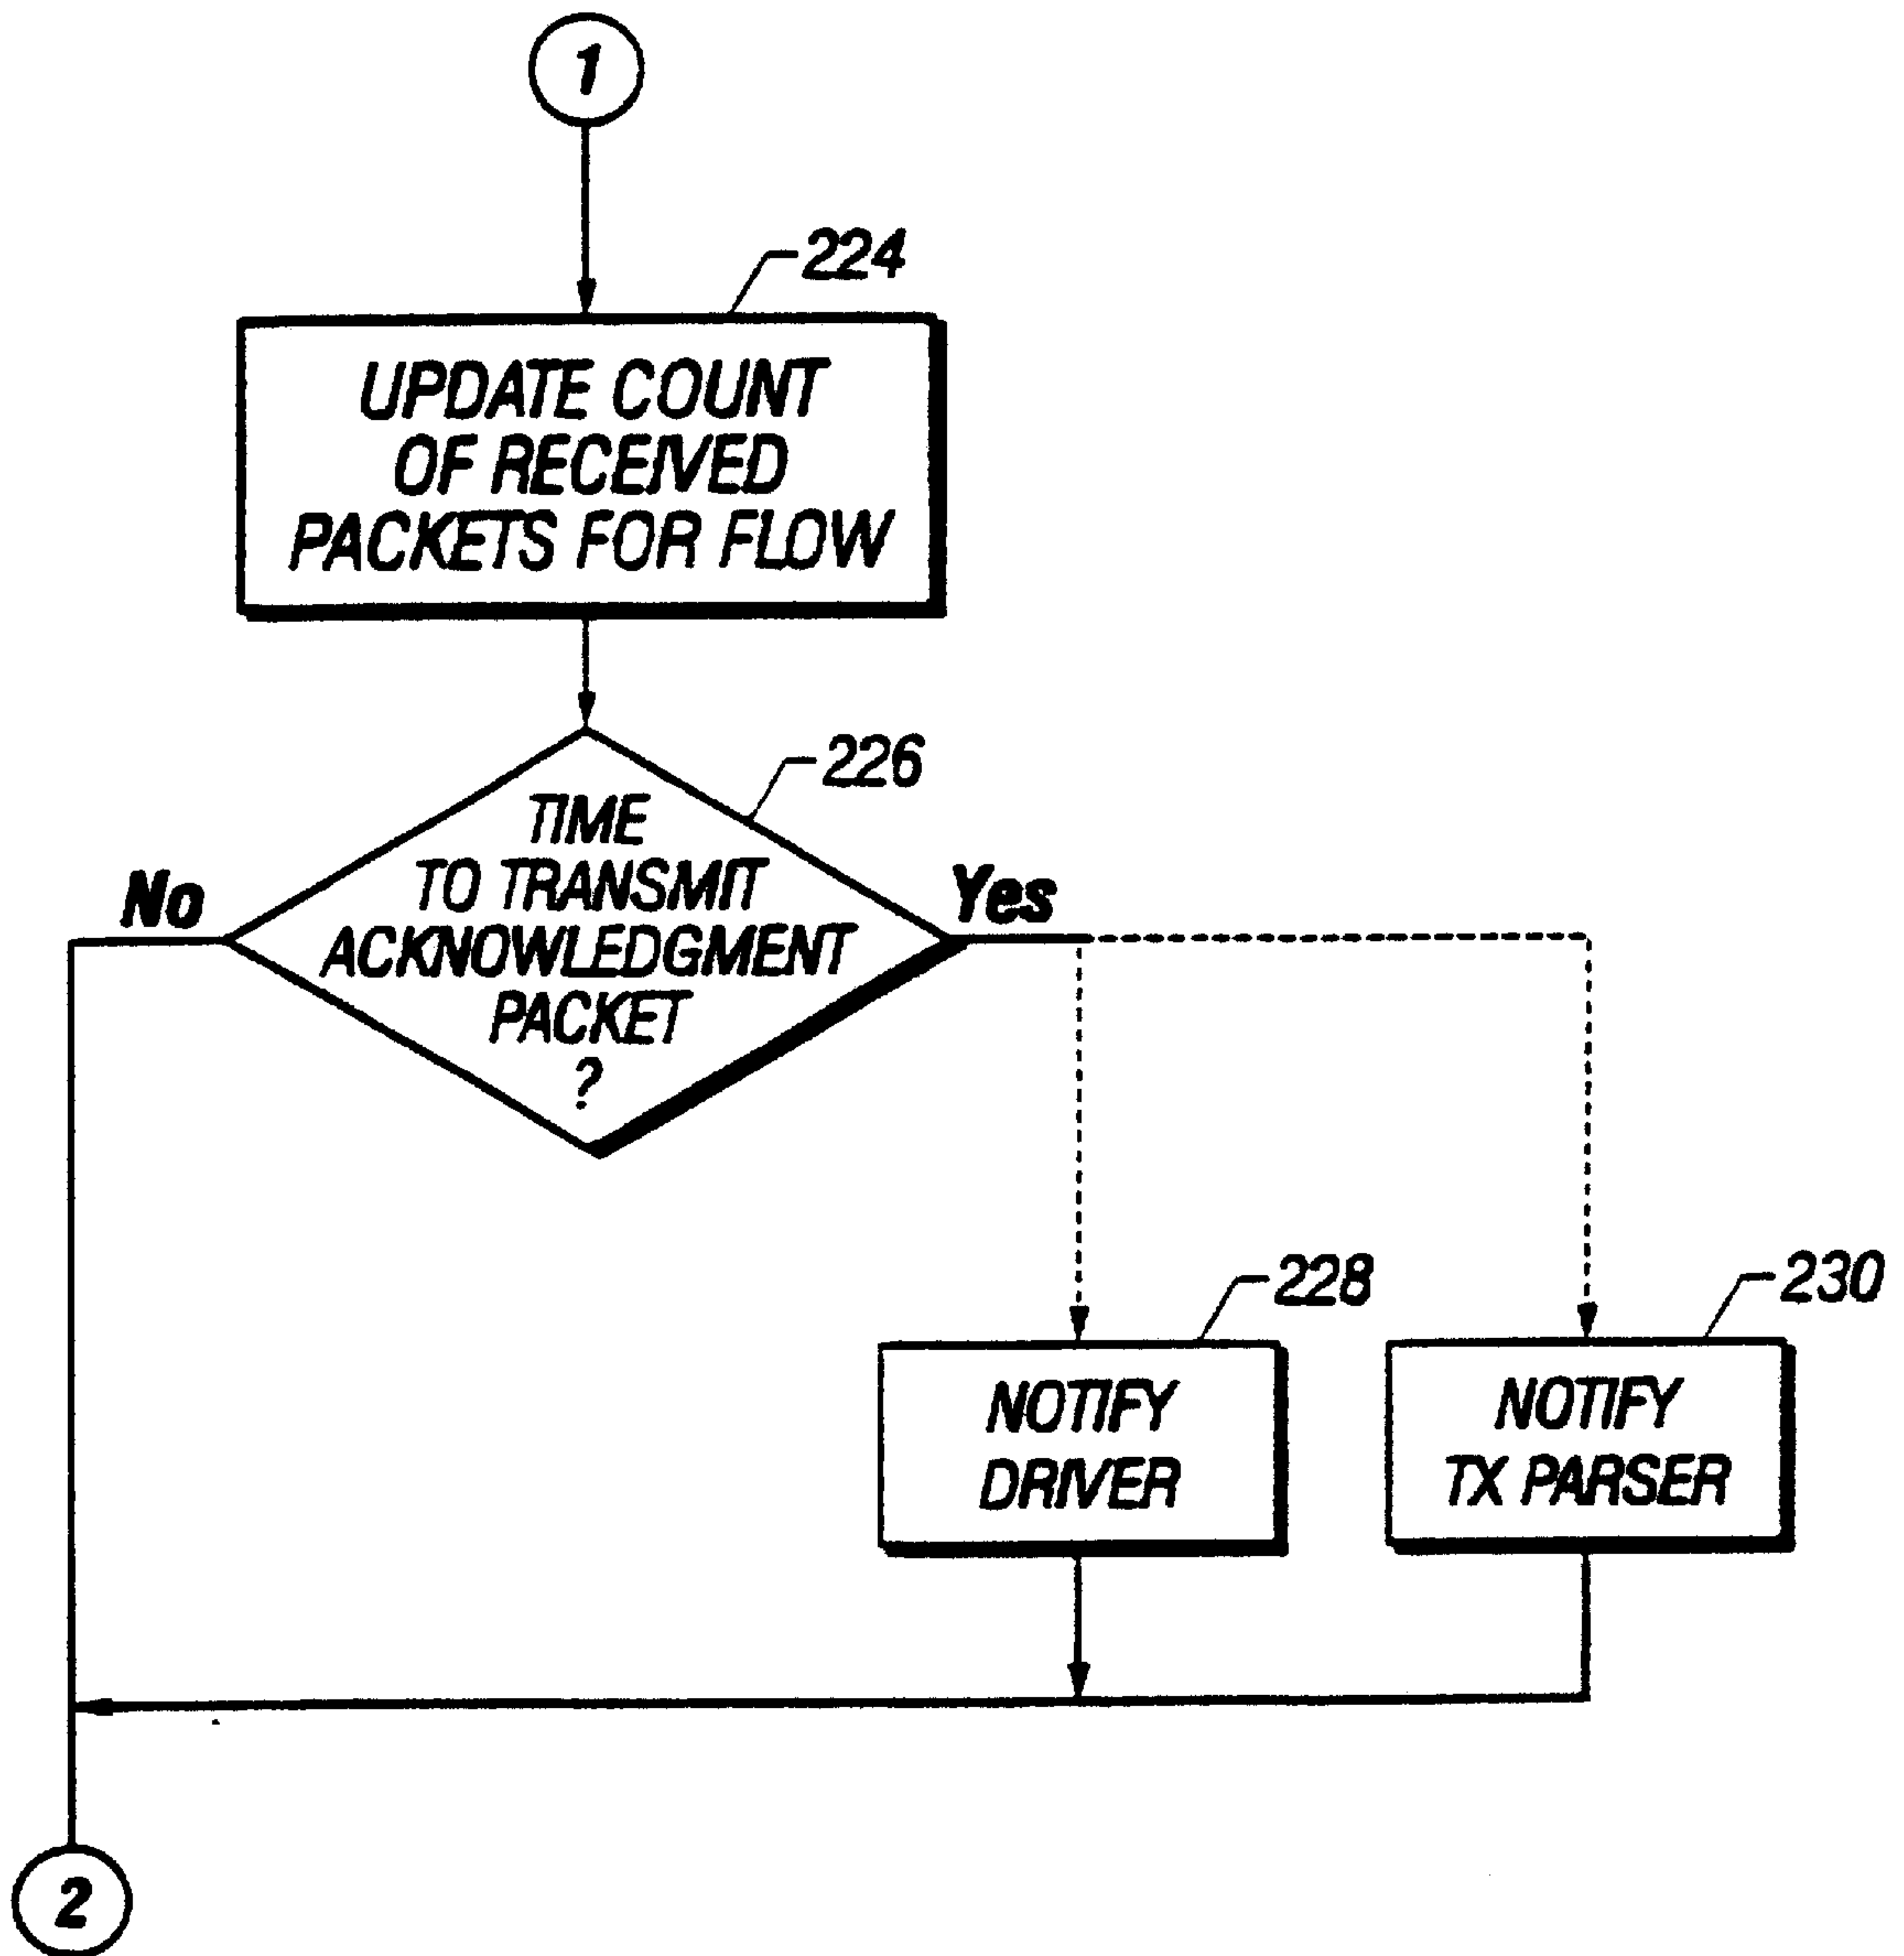 1
224
UPDATE COUNT
OF RECEIVED
PACKETS FOR FLOW
226
TIME
TO TRANSMIT
ACKNOWLEDGMENT
PACKET
?
No
Yes
228
NOTIFY
DRIVER
230
NOTIFY
TX PARSER
2